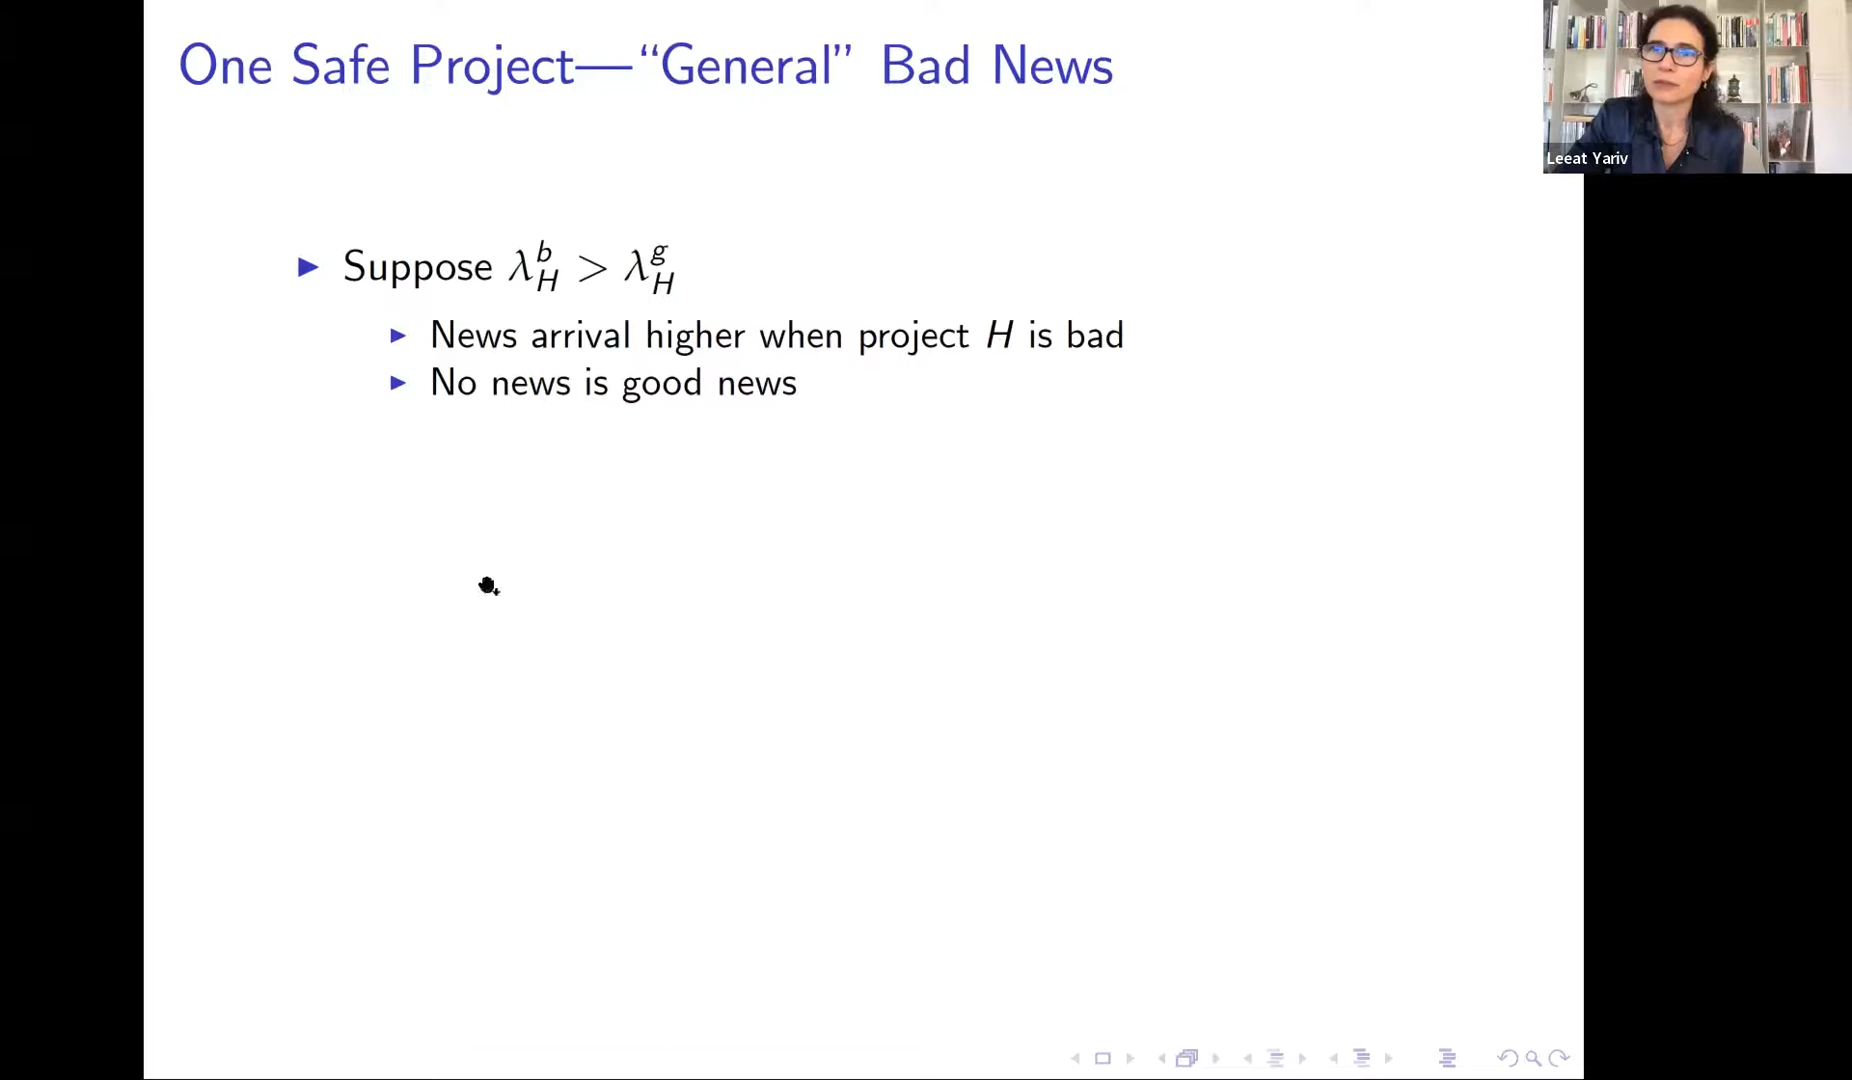 One Safe Project—“General” Bad News
Leeat Yariv
Suppose λ_H^b > λ_H^g
News arrival higher when project H is bad
No news is good news